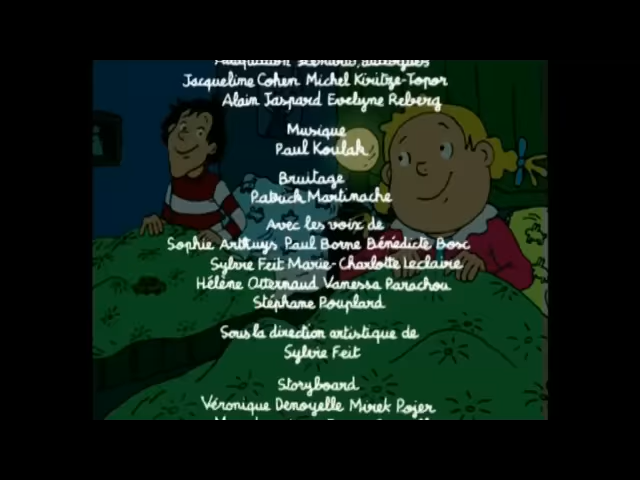 Jacqueline Cohen Michel Kiritze-Topor
Alain Jaspard Evelyne Reberg
Musique
Paul Koulak
Bruitage
Patrick Martinache
Avec les voix de
Sophie Arthuys Paul Borne Bénédicte Bosc
Sylvie Feit Marie-Charlotte Leclaire
Hélène Otternaud Vanessa Parachou
Stéphane Pouplard
Sous la direction artistique de
Sylvie Feit
Storyboard
Véronique Denoyelle Mirek Pojer